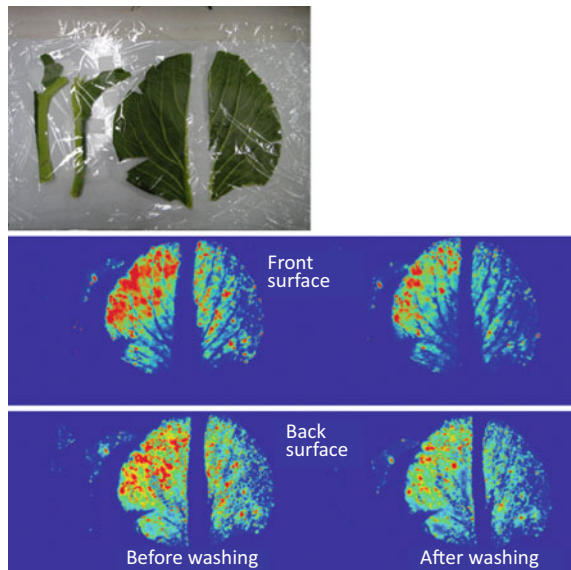 Front
surface
Back
surface
Before washing
After washing